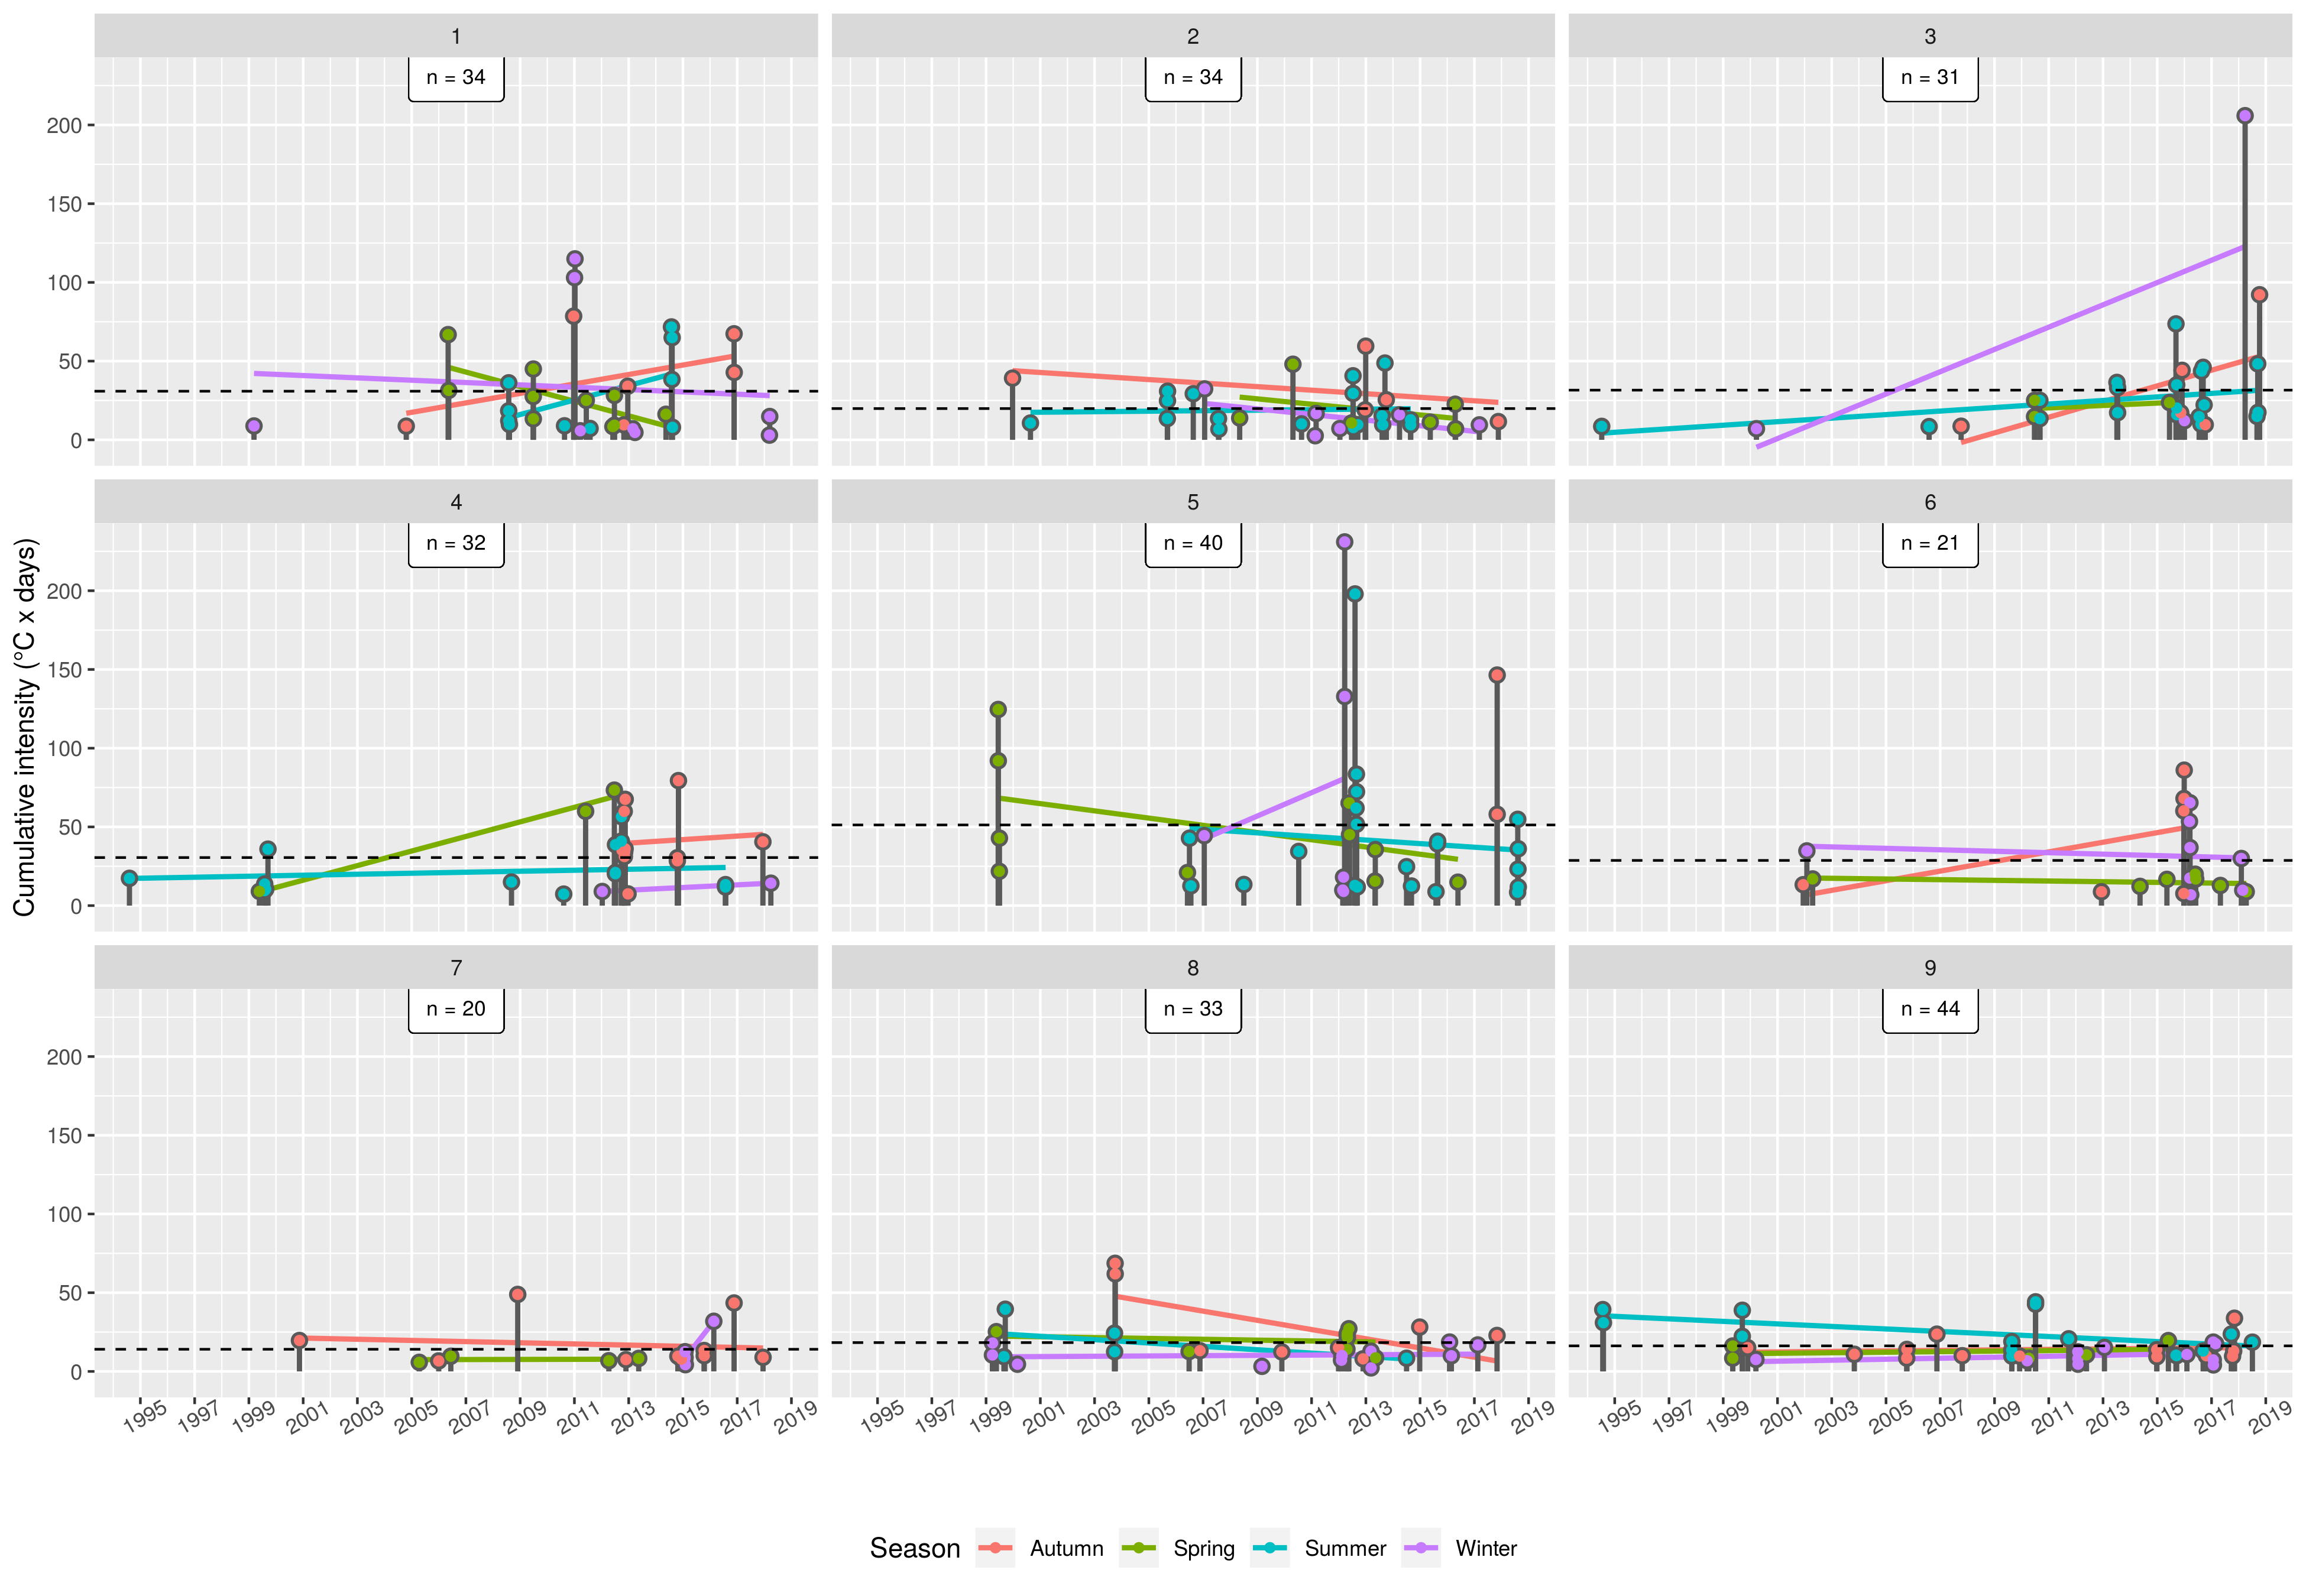 1 2 3
n = 34 n = 34 n = 31
200
150
100
50
0
4 5 6
n = 32 n = 40 n = 21
200
150
100
50
0
Cumulative intensity (°C x days)
7 8 9
n = 20 n = 33 n = 44
200
150
100
50
0
1995 1997 1999 2001 2003 2005 2007 2009 2011 2013 2015 2017 2019 1995 1997 1999 2001 2003 2005 2007 2009 2011 2013 2015 2017 2019 1995 1997 1999 2001 2003 2005 2007 2009 2011 2013 2015 2017 2019
Season Autumn Spring Summer Winter